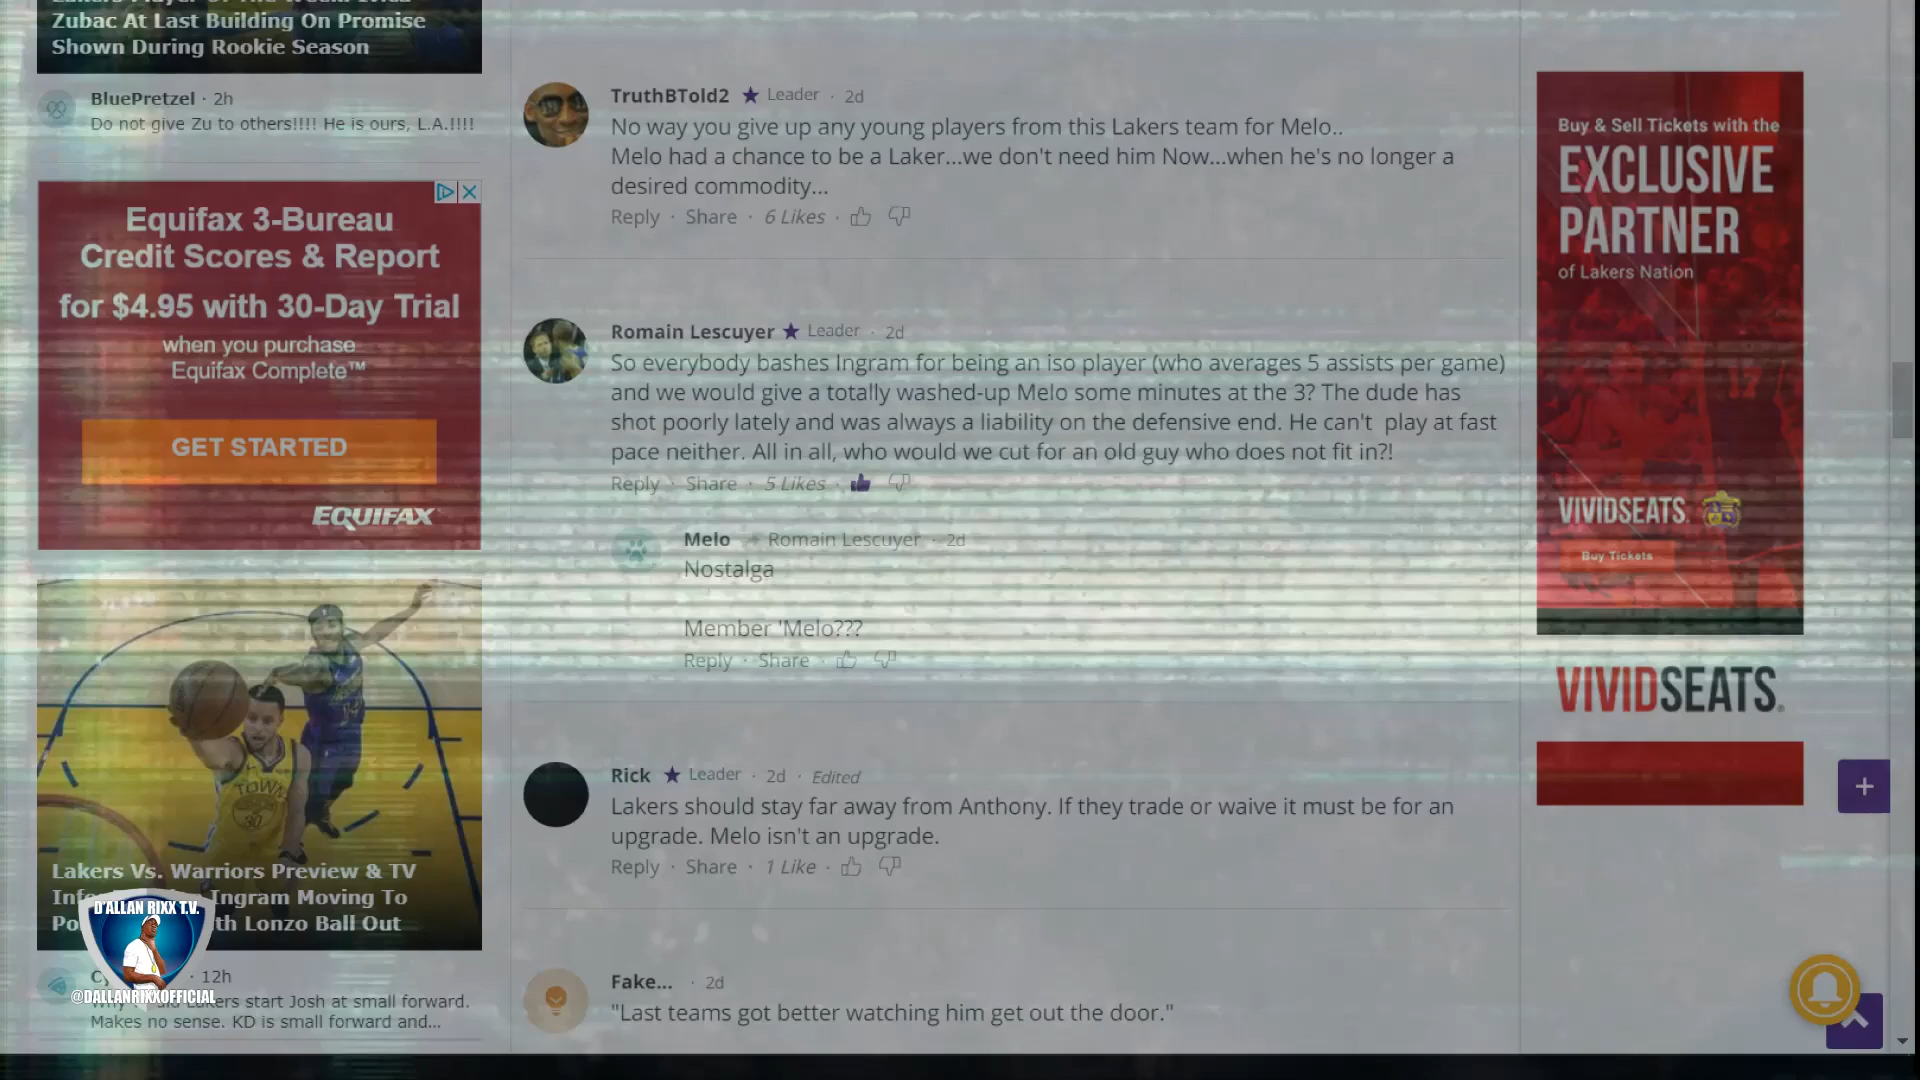 Zubac At Last Building On Promise
Shown During Rookie Season
BluePretzel · 2h
Do not give Zu to others!!!! He is ours, L.A.!!!!
Equifax 3-Bureau
Credit Scores & Report
for $4.95 with 30-Day Trial
when you purchase
Equifax Complete™
GET STARTED
EQUIFAX
TOWN
30
Lakers Vs. Warriors Preview & TV
Ingram Moving To
Lonzo Ball Out
D'ALLAN RIXX T.V.
· 12h
@DALLANRIXXOFFICIAL
start Josh at small forward.
Makes no sense. KD is small forward and...
TruthBTold2 ★ Leader · 2d
No way you give up any young players from this Lakers team for Melo..
Melo had a chance to be a Laker...we don't need him Now...when he's no longer a
desired commodity...
Reply · Share · 6 Likes ·
Romain Lescuyer ★ Leader · 2d
So everybody bashes Ingram for being an iso player (who averages 5 assists per game)
and we would give a totally washed-up Melo some minutes at the 3? The dude has
shot poorly lately and was always a liability on the defensive end. He can't play at fast
pace neither. All in all, who would we cut for an old guy who does not fit in?!
Reply · Share · 5 Likes ·
Melo → Romain Lescuyer · 2d
Nostalga
Member 'Melo???
Reply · Share ·
Rick ★ Leader · 2d · Edited
Lakers should stay far away from Anthony. If they trade or waive it must be for an
upgrade. Melo isn't an upgrade.
Reply · Share · 1 Like ·
Fake... · 2d
"Last teams got better watching him get out the door."
Buy & Sell Tickets with the
EXCLUSIVE
PARTNER
of Lakers Nation
VIVIDSEATS.
Buy Tickets
VIVIDSEATS.